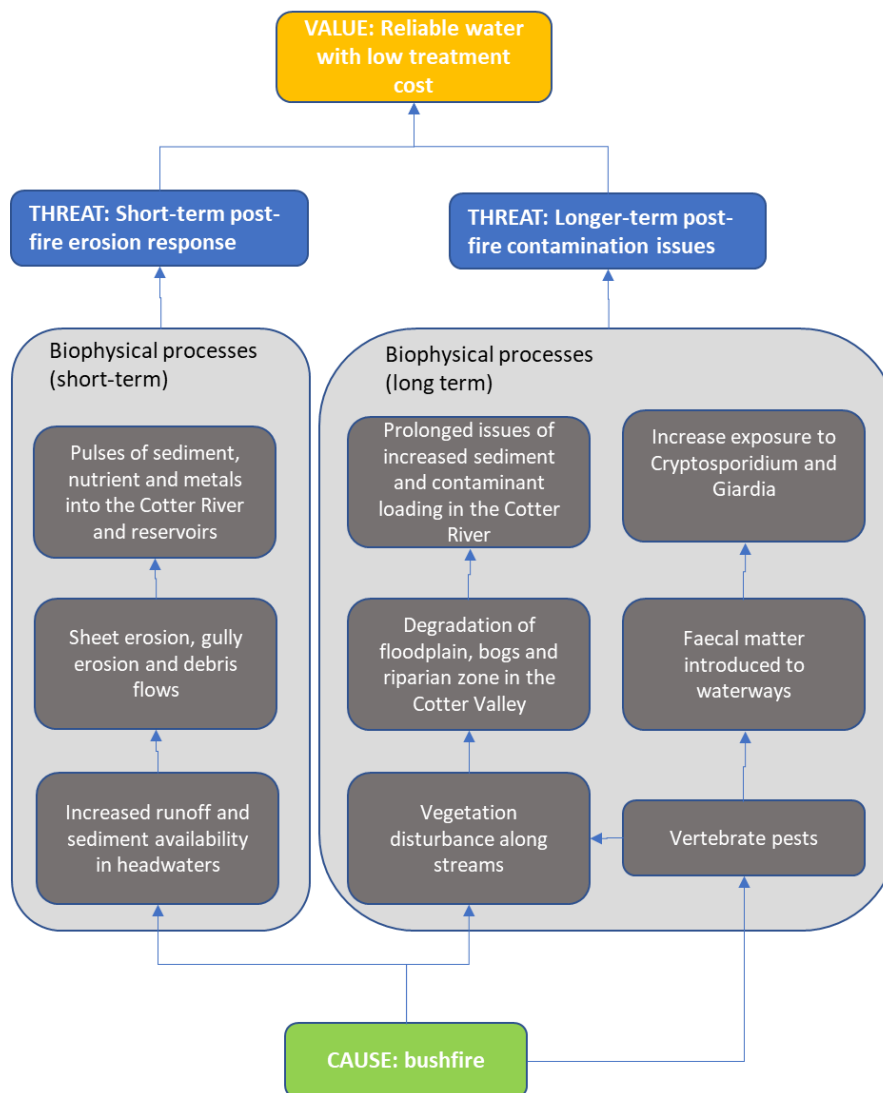 VALUE: Reliable water
with low treatment
cost
THREAT: Short-term post-
fire erosion response
THREAT: Longer-term post-
fire contamination issues
Biophysical processes
(short-term)
Pulses of sediment,
nutrient and metals
into the Cotter River
and reservoirs
Sheet erosion, gully
erosion and debris
flows
Increased runoff and
sediment availability
in headwaters
Biophysical processes
(long term)
Prolonged issues of
increased sediment
and contaminant
loading in the Cotter
River
Increase exposure to
Cryptosporidium and
Giardia
Degradation of
floodplain, bogs and
riparian zone in the
Cotter Valley
Faecal matter
introduced to
waterways
Vegetation
disturbance along
streams
Vertebrate pests
CAUSE: bushfire